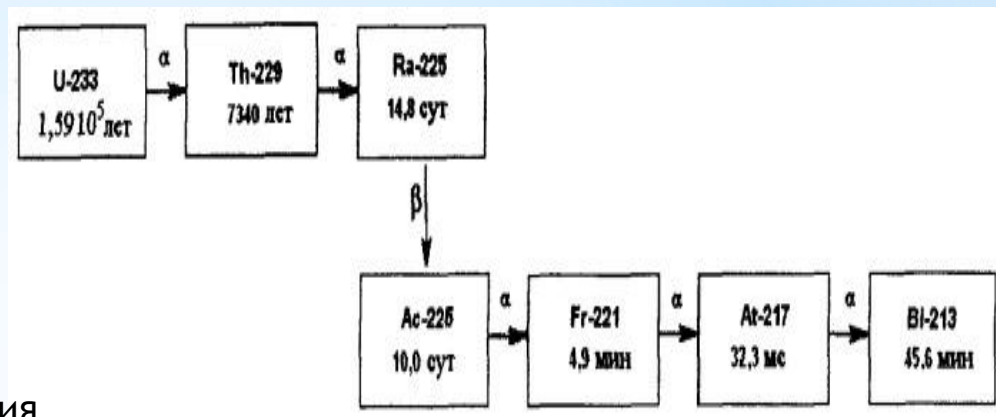 α
α
U-233
1,59 10⁵ лет
Th-229
7340 лет
Ra-225
14,8 сут
β
α
α
α
Ac-225
10,0 сут
Fr-221
4,9 мин
At-217
32,3 мс
Bi-213
45,6 мин
ия